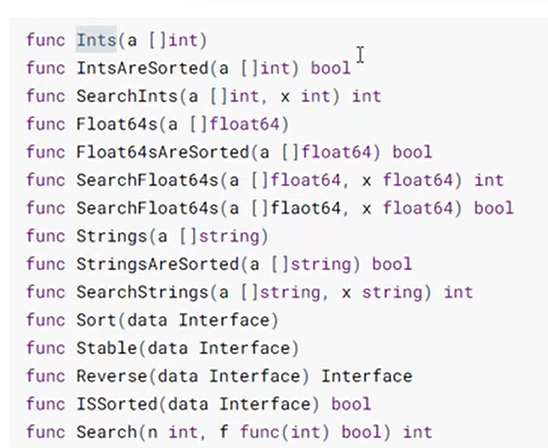 func Ints(a []int)
func IntsAreSorted(a []int) bool
func SearchInts(a []int, x int) int
func Float64s(a []float64)
func Float64sAreSorted(a []float64) bool
func SearchFloat64s(a []float64, x float64) int
func SearchFloat64s(a []flaot64, x float64) bool
func Strings(a []string)
func StringsAreSorted(a []string) bool
func SearchStrings(a []string, x string) int
func Sort(data Interface)
func Stable(data Interface)
func Reverse(data Interface) Interface
func ISSorted(data Interface) bool
func Search(n int, f func(int) bool) int